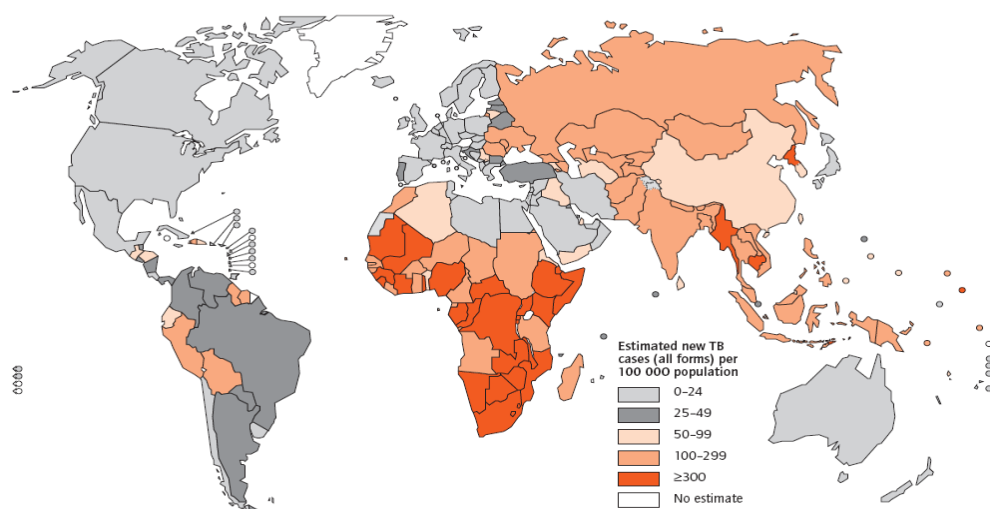 Estimated new TB
cases (all forms) per
100 000 population
0–24
25–49
50–99
100–299
≥300
No estimate